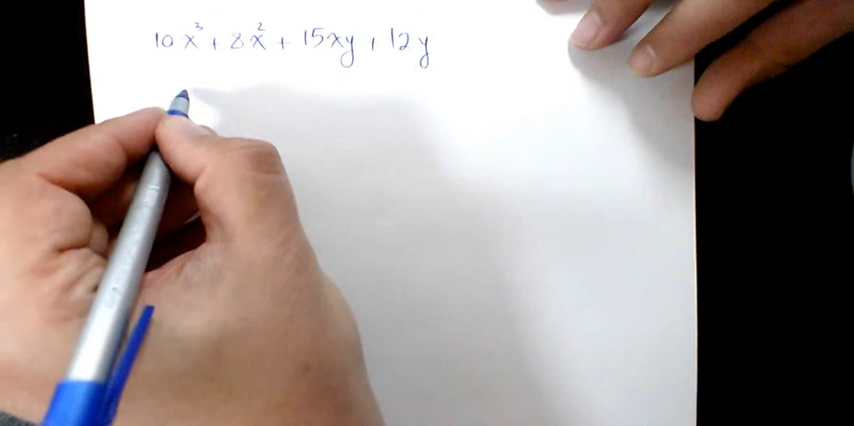 10x³ + 8x² + 15xy + 12y